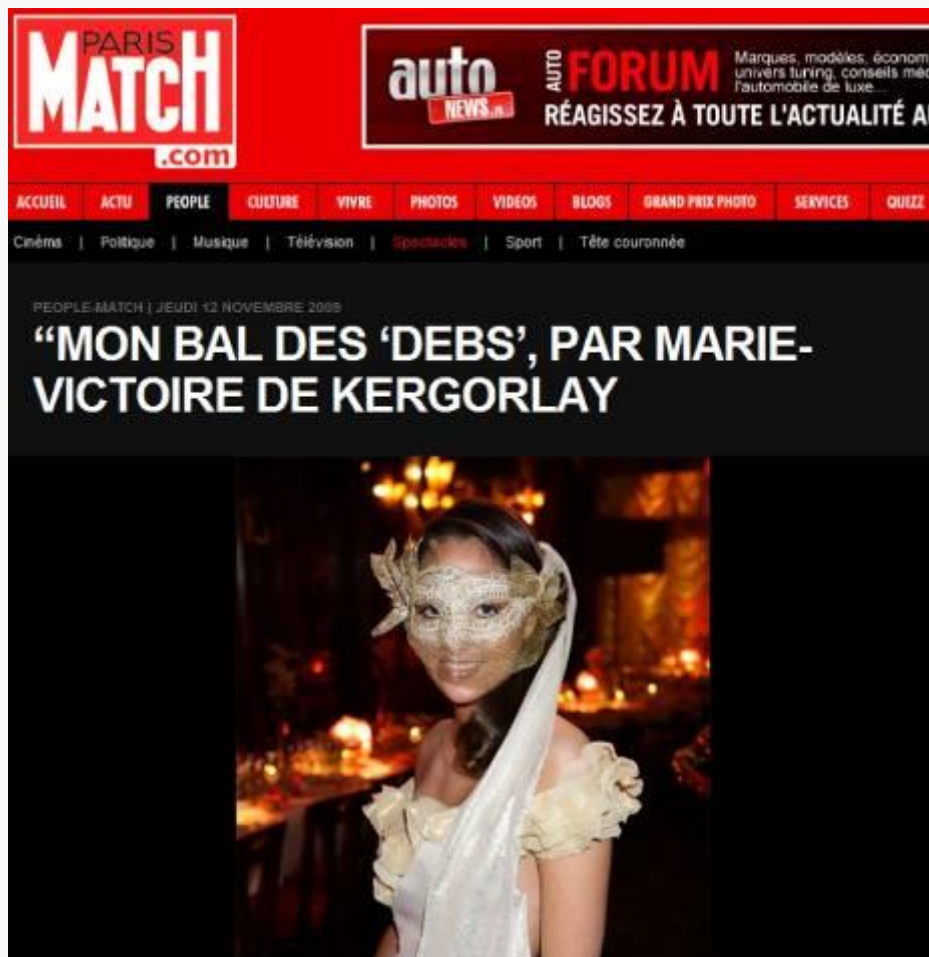 PARIS
MATCH
.com
auto
NEWS.fr
AUTO
FORUM
Marques, modèles, économ
univers tuning, conseils méc
l'automobile de luxe...
RÉAGISSEZ À TOUTE L'ACTUALITÉ A
ACCUEIL ACTU PEOPLE CULTURE VIVRE PHOTOS VIDEOS BLOGS GRAND PRIX PHOTO SERVICES QUIZZ
Cinéma | Politique | Musique | Télévision | Spectacles | Sport | Tête couronnée
PEOPLE-MATCH | JEUDI 12 NOVEMBRE 2009
“MON BAL DES ‘DEBS’, PAR MARIE-
VICTOIRE DE KERGORLAY